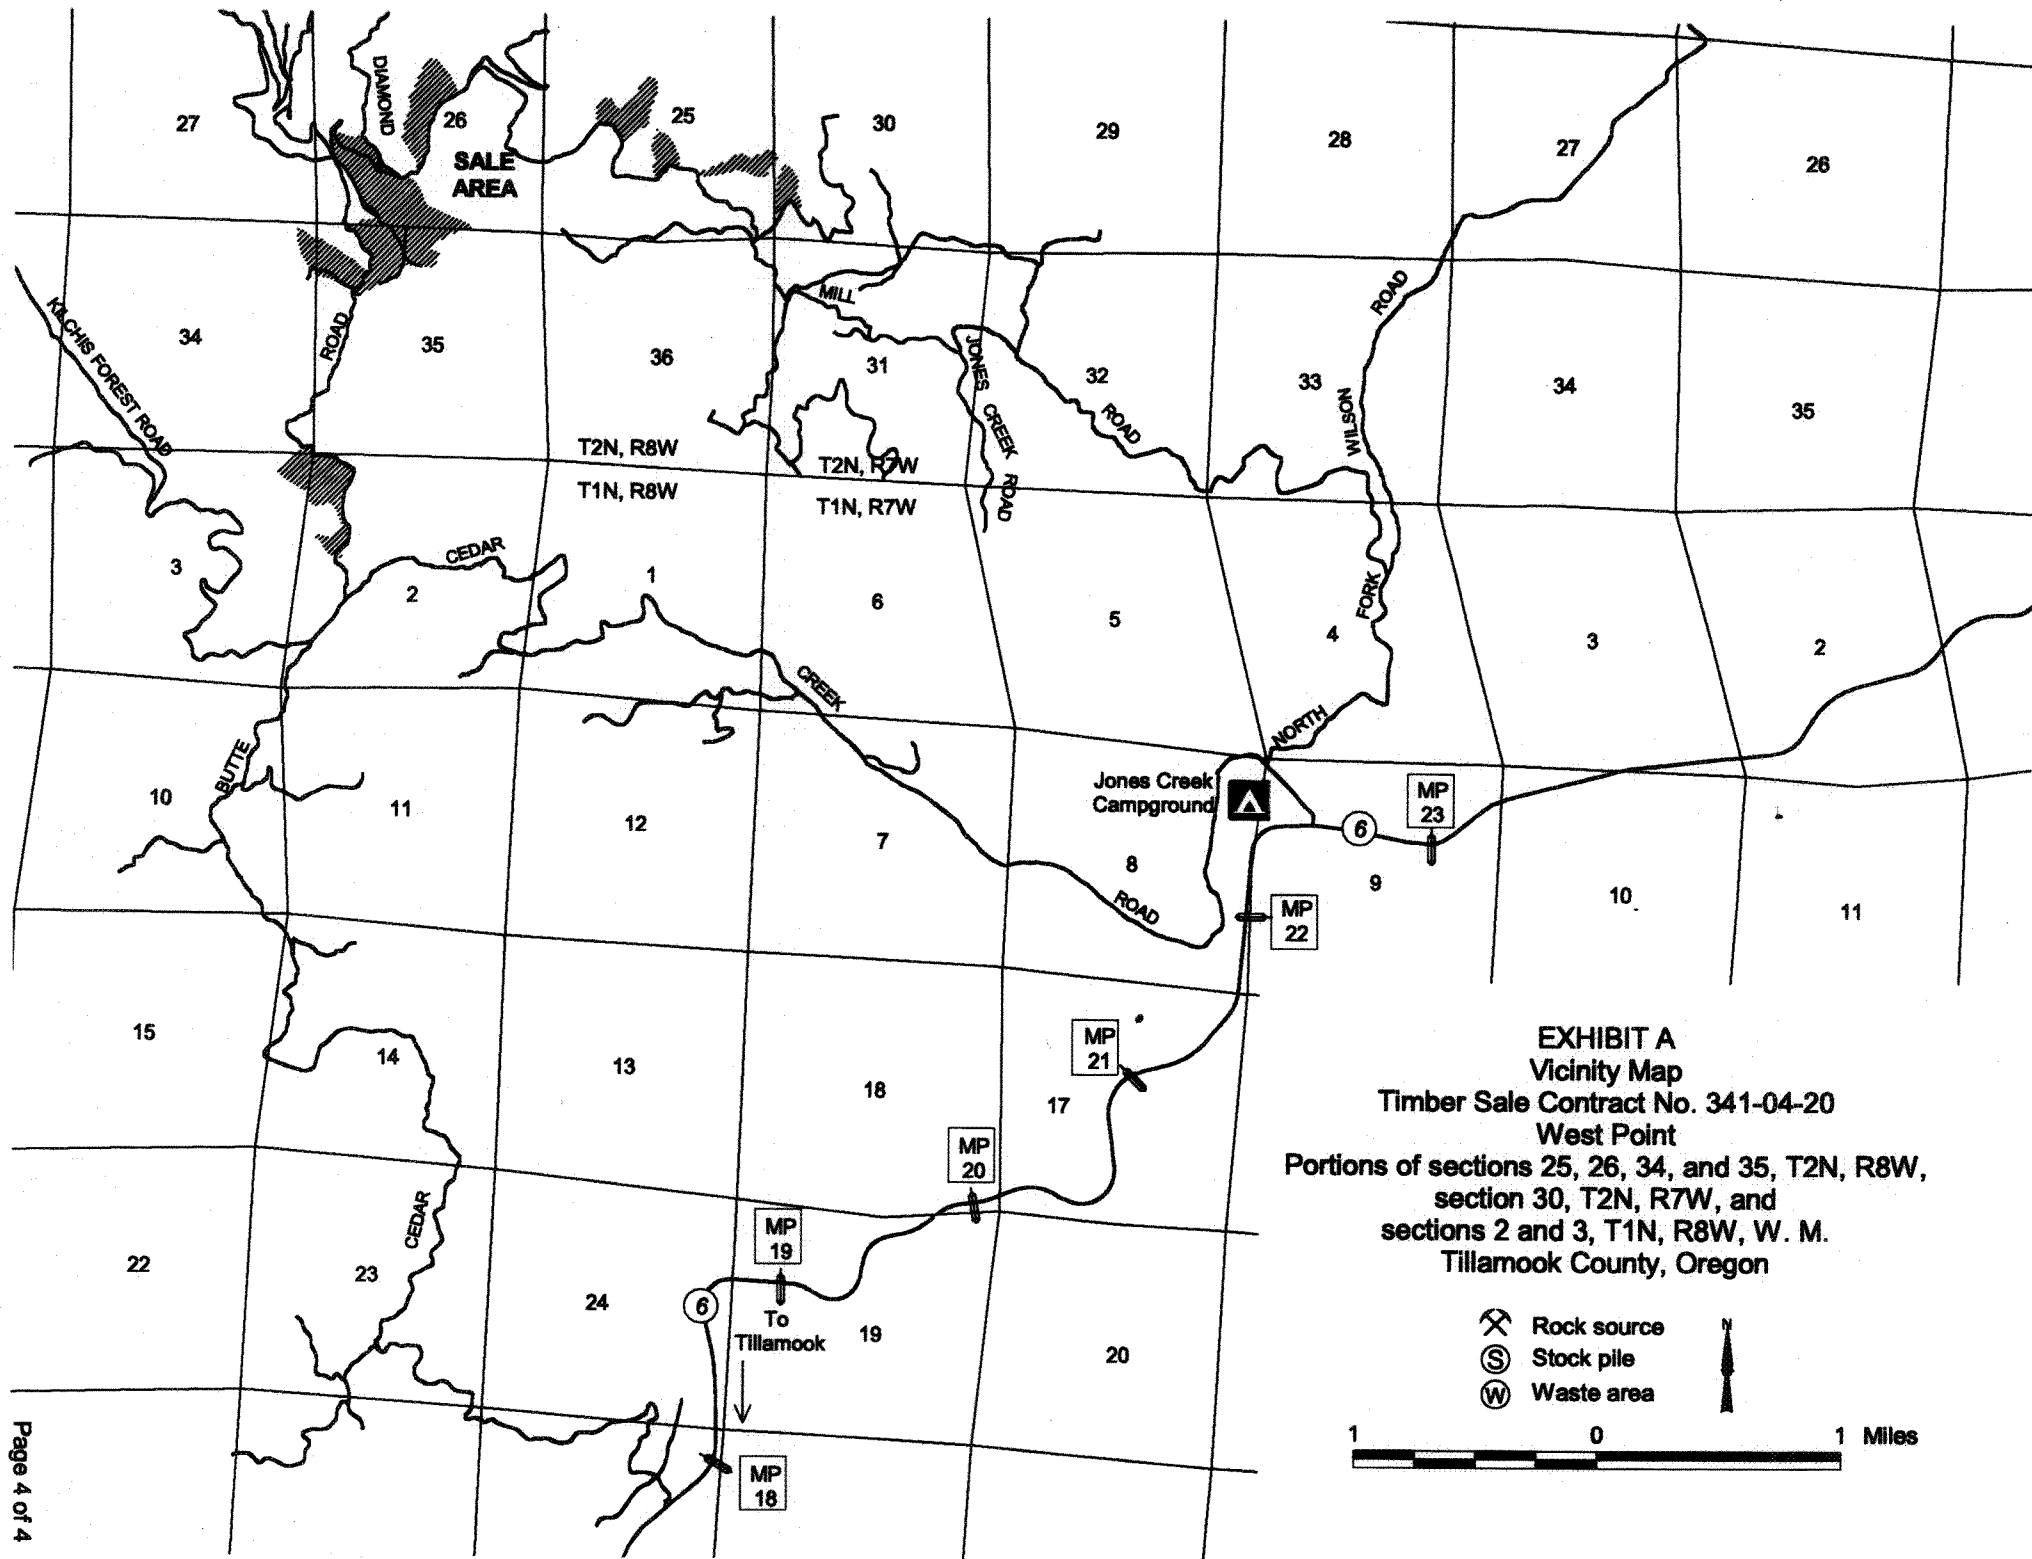 DIAMOND
27
26
25
30
29
28
27
26
SALE
AREA
KILCHIS FOREST ROAD
34
ROAD
35
36
MILL
31
JONES CREEK ROAD
32
ROAD
33
ROAD
WILSON
34
35
T2N, R8W
T2N, R7W
T1N, R8W
T1N, R7W
3
2
CEDAR
1
6
5
4
FORK
3
2
CREEK
NORTH
BUTTE
10
11
12
7
8
Jones Creek
Campground
6
MP
23
9
10
11
ROAD
MP
22
15
14
13
18
17
MP
21
MP
20
22
CEDAR
23
24
MP
19
6
To
Tillamook
19
20
MP
18
EXHIBIT A
Vicinity Map
Timber Sale Contract No. 341-04-20
West Point
Portions of sections 25, 26, 34, and 35, T2N, R8W,
section 30, T2N, R7W, and
sections 2 and 3, T1N, R8W, W. M.
Tillamook County, Oregon
Rock source
S Stock pile
W Waste area
N
1 0 1 Miles
Page 4 of 4